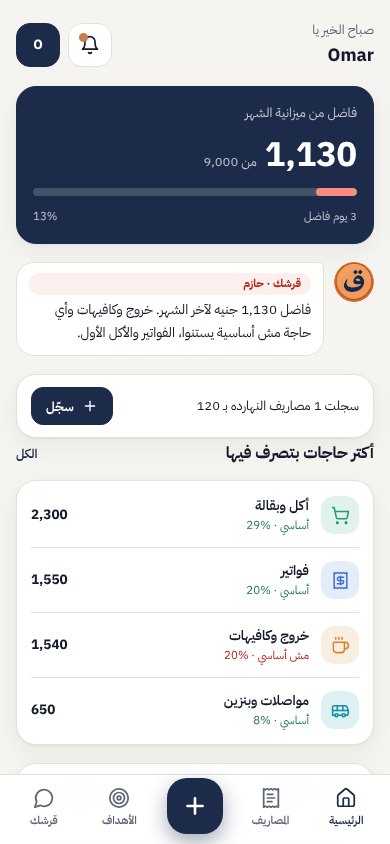 صباح الخير يا
Omar
O
فاضل من ميزانية الشهر
1,130 من 9,000
3 يوم فاضل
13%
ق
قرشك · حازم
فاضل 1,130 جنيه لآخر الشهر. خروج وكافيهات وأي
حاجة مش أساسية يستنوا، الفواتير والأكل الأول.
سجلت 1 مصاريف النهارده بـ 120
سجّل
أكتر حاجات بتصرف فيها
الكل
أكل وبقالة
أساسي · 29%
2,300
فواتير
أساسي · 20%
1,550
خروج وكافيهات
مش أساسي · 20%
1,540
مواصلات وبنزين
أساسي · 8%
650
الرئيسية
المصاريف
الأهداف
قرشك